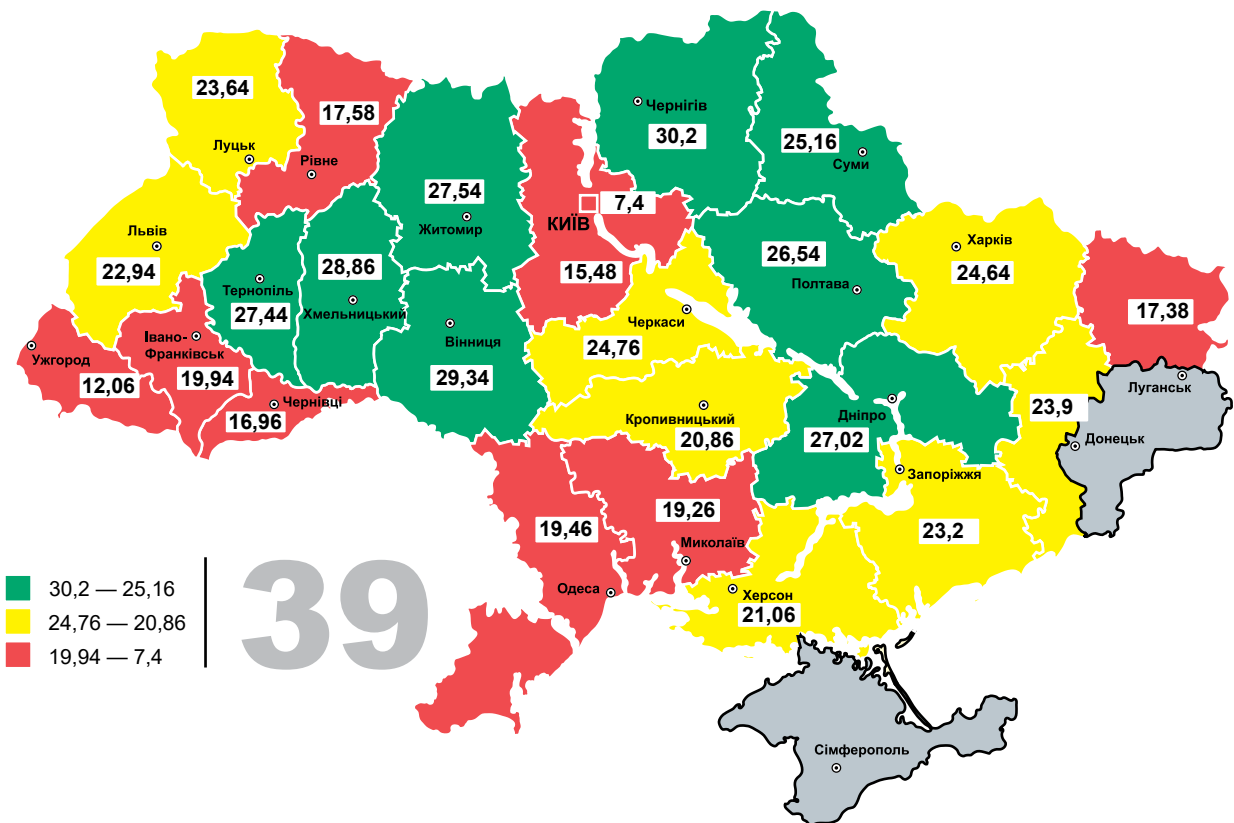 23,64
17,58
Луцьк
Рівне
Чернігів
30,2
25,16
Суми
27,54
Житомир
7,4
КИЇВ
15,48
Львів
22,94
Тернопіль
27,44
28,86
Хмельницький
26,54
Полтава
Харків
24,64
17,38
Вінниця
29,34
Черкаси
24,76
Ужгород
12,06
Івано-
Франківськ
19,94
Чернівці
16,96
Кропивницький
20,86
Дніпро
27,02
Луганськ
23,9
Донецьк
Запоріжжя
23,2
19,46
Одеса
19,26
Миколаїв
Херсон
21,06
Сімферополь
30,2 — 25,16
24,76 — 20,86
19,94 — 7,4
39